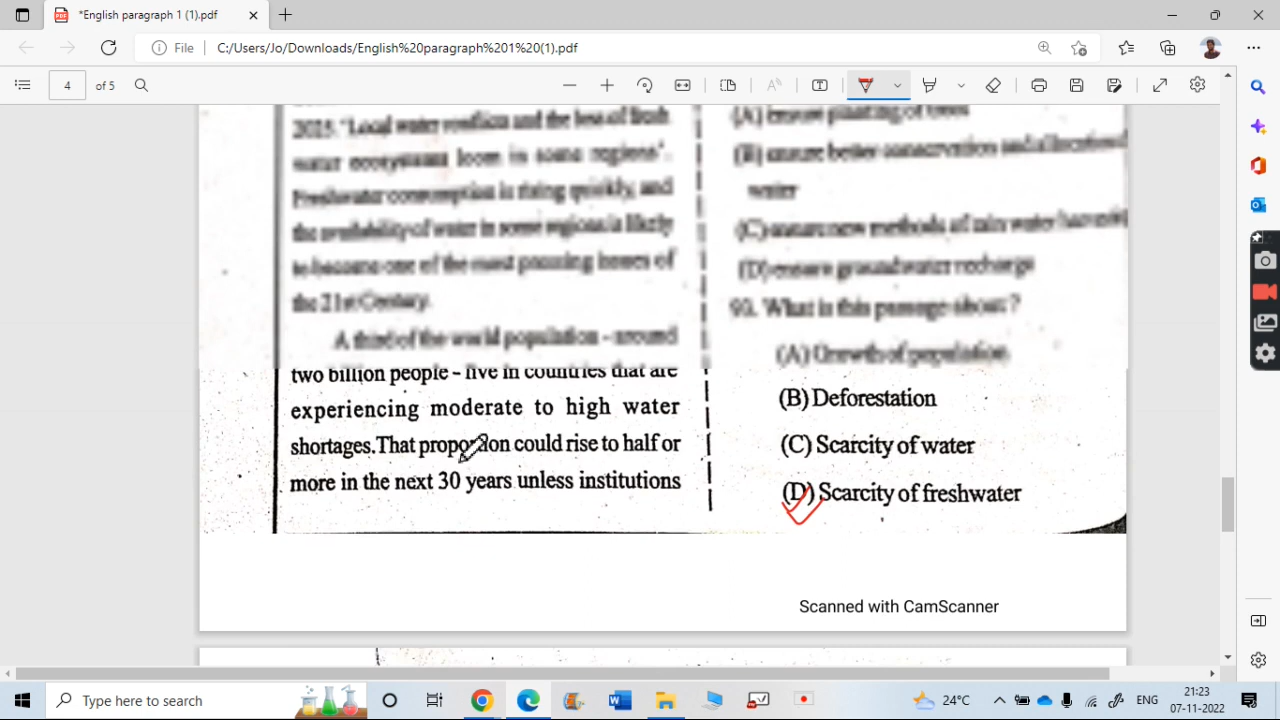 *English paragraph 1 (1).pdf
File C:/Users/Jo/Downloads/English%20paragraph%201%20(1).pdf
4 of 5
2025. 'Local water conflicts and the loss of fresh
water ecosystems loom in some regions'.
Freshwater consumption is rising quickly, and
the availability of water in some regions is likely
to become one of the most pressing issues of
the 21st Century.
A third of the world population - around
two billion people - live in countries that are
experiencing moderate to high water
shortages.That proportion could rise to half or
more in the next 30 years unless institutions
(A) ensure planting of trees
(B) ensure better conservation and allocation of
water
(C) ensure new methods of rain water
(D) ensure groundwater recharge
93. What is this passage about?
(A) Growth of population
(B) Deforestation
(C) Scarcity of water
(D) Scarcity of freshwater
Scanned with CamScanner
Type here to search
24°C
ENG
21:23
07-11-2022